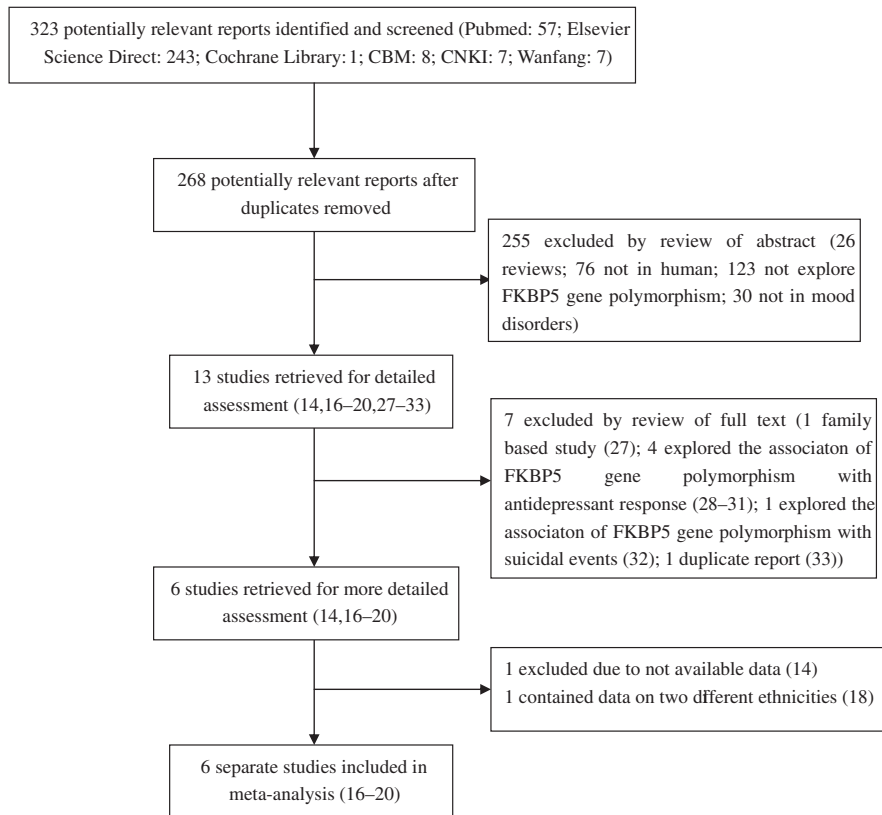 323 potentially relevant reports identified and screened (Pubmed: 57; Elsevier
Science Direct: 243; Cochrane Library: 1; CBM: 8; CNKI: 7; Wanfang: 7)
268 potentially relevant reports after
duplicates removed
255 excluded by review of abstract (26
reviews; 76 not in human; 123 not explore
FKBP5 gene polymorphism; 30 not in mood
disorders)
13 studies retrieved for detailed
assessment (14,16–20,27–33)
7 excluded by review of full text (1 family
based study (27); 4 explored the associaton of
FKBP5 gene polymorphism with
antidepressant response (28–31); 1 explored the
associaton of FKBP5 gene polymorphism with
suicidal events (32); 1 duplicate report (33))
6 studies retrieved for more detailed
assessment (14,16–20)
1 excluded due to not available data (14)
1 contained data on two different ethnicities (18)
6 separate studies included in
meta-analysis (16–20)